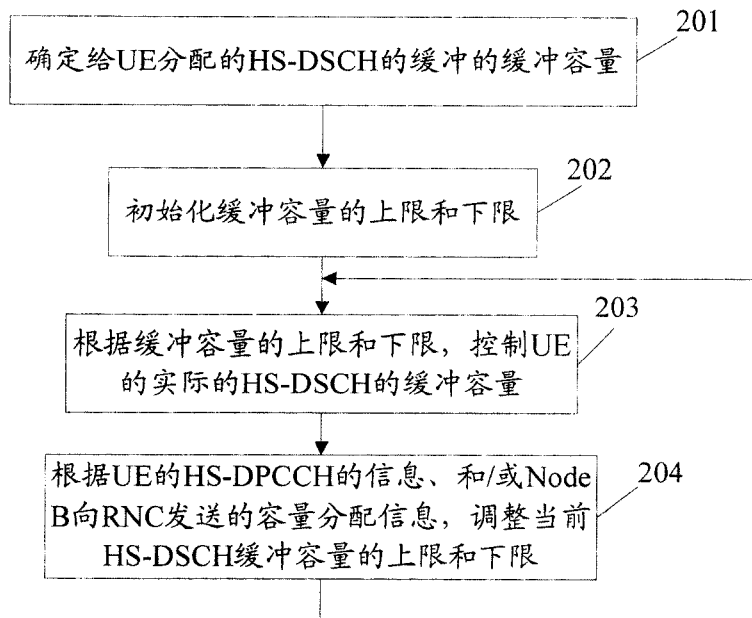 201
确定给UE分配的HS-DSCH的缓冲的缓冲容量
202
初始化缓冲容量的上限和下限
203
根据缓冲容量的上限和下限，控制UE
的实际的HS-DSCH的缓冲容量
204
根据UE的HS-DPCCH的信息、和/或Node
B向RNC发送的容量分配信息，调整当前
HS-DSCH缓冲容量的上限和下限